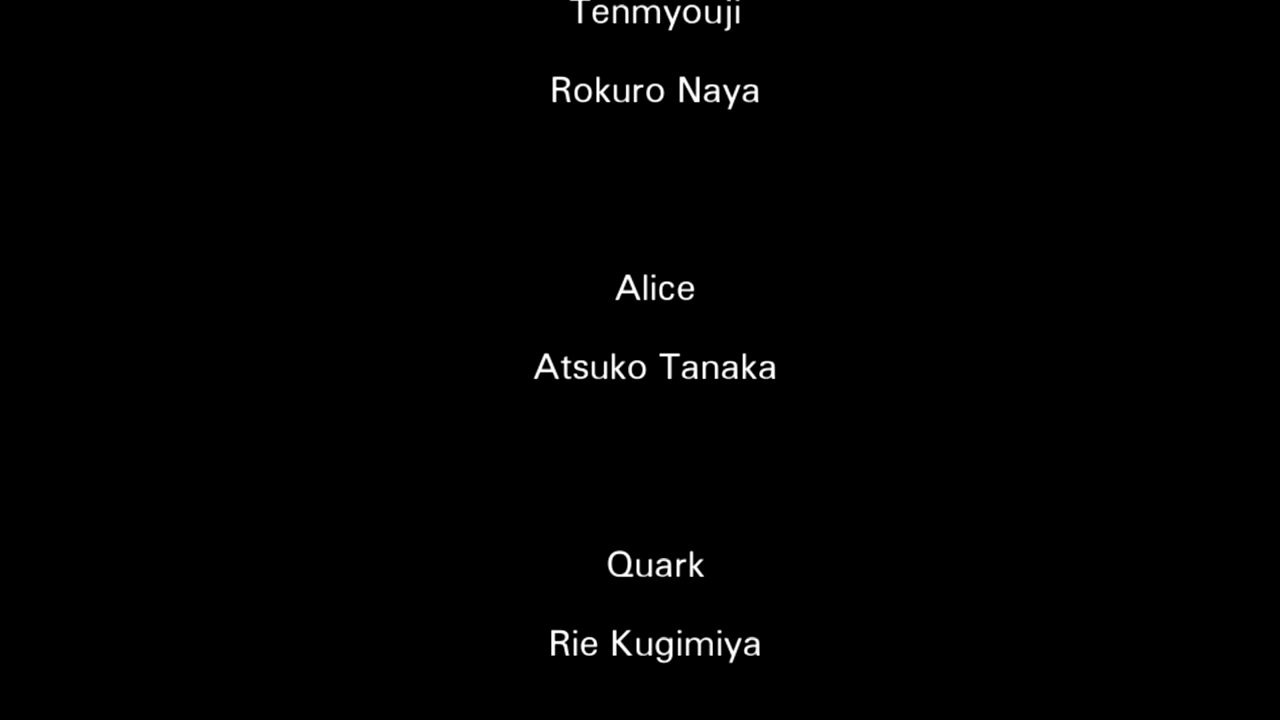 Tenmyouji
Rokuro Naya
Alice
Atsuko Tanaka
Quark
Rie Kugimiya